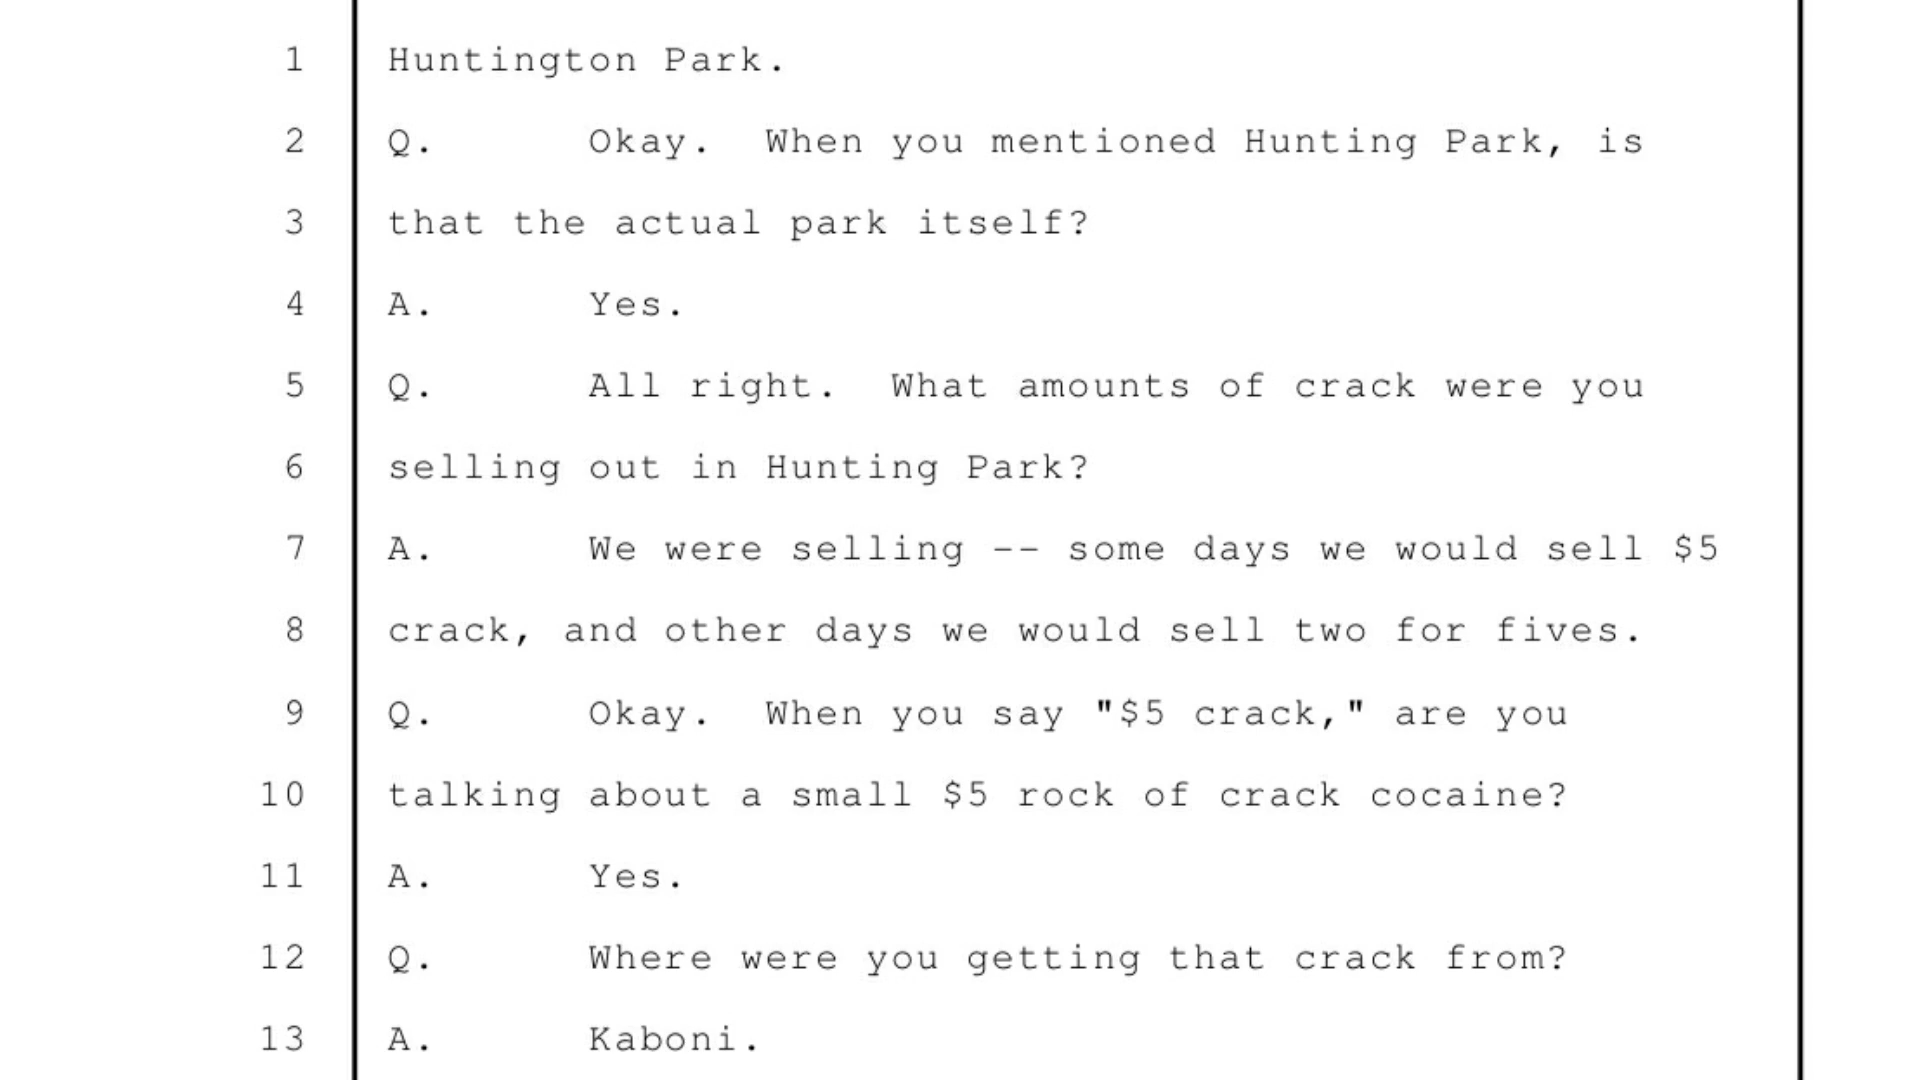 1 Huntington Park.
2 Q. Okay. When you mentioned Hunting Park, is
3 that the actual park itself?
4 A. Yes.
5 Q. All right. What amounts of crack were you
6 selling out in Hunting Park?
7 A. We were selling -- some days we would sell $5
8 crack, and other days we would sell two for fives.
9 Q. Okay. When you say "$5 crack," are you
10 talking about a small $5 rock of crack cocaine?
11 A. Yes.
12 Q. Where were you getting that crack from?
13 A. Kaboni.